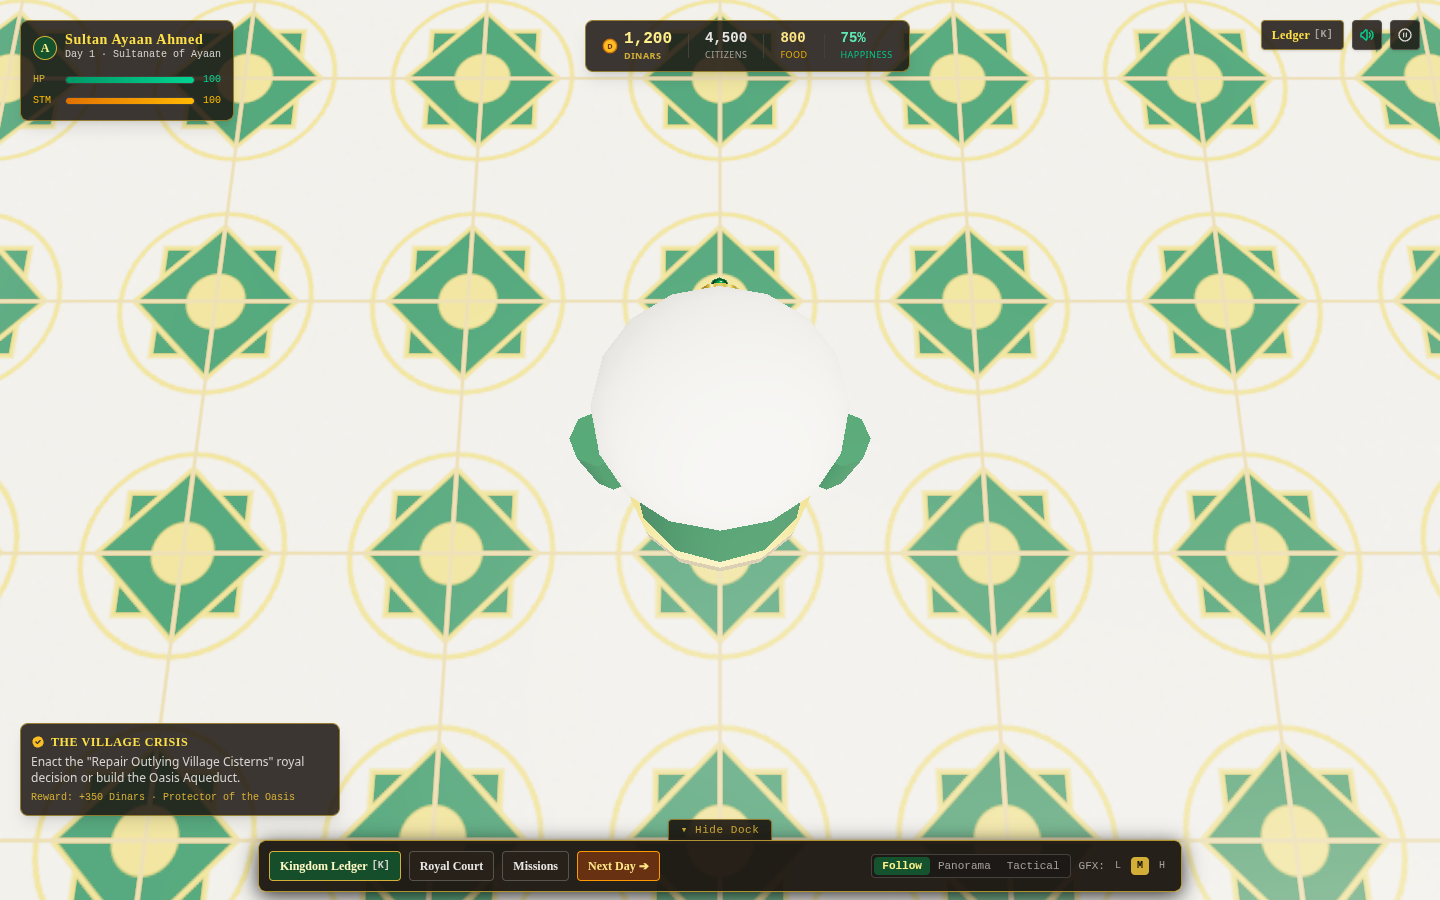 A
Sultan Ayaan Ahmed
Day 1 · Sultanate of Ayaan
HP 100
STM 100
D
1,200
DINARS
4,500
CITIZENS
800
FOOD
75%
HAPPINESS
Ledger [K]
THE VILLAGE CRISIS
Enact the "Repair Outlying Village Cisterns" royal
decision or build the Oasis Aqueduct.
Reward: +350 Dinars · Protector of the Oasis
▾ Hide Dock
Kingdom Ledger [K]
Royal Court
Missions
Next Day ➔
Follow
Panorama
Tactical
GFX: L M H